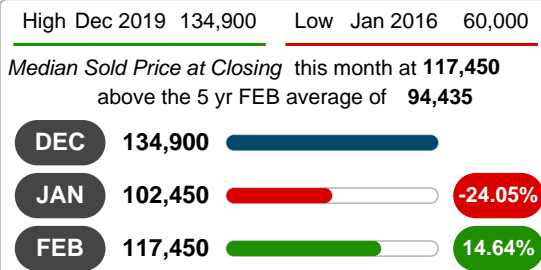 High Dec 2019 134,900 Low Jan 2016 60,000
Median Sold Price at Closing this month at 117,450
above the 5 yr FEB average of 94,435
DEC 134,900
JAN 102,450 -24.05%
FEB 117,450 14.64%